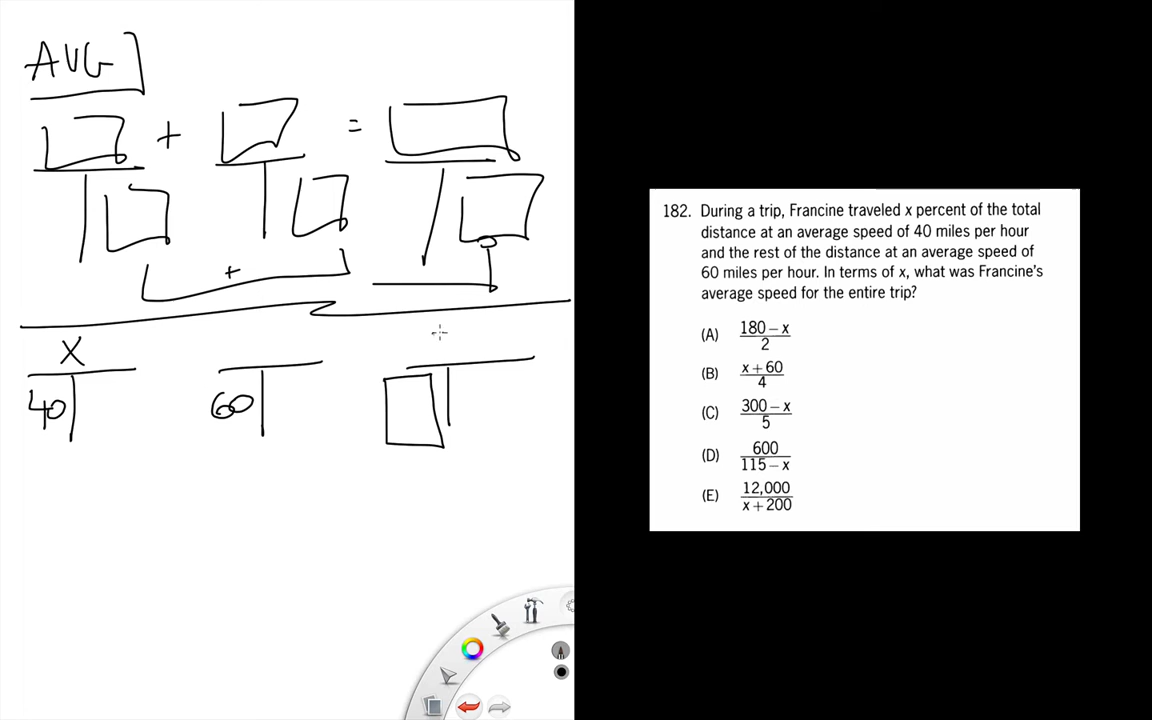 AVG
+ =
+
X
40 60
182. During a trip, Francine traveled x percent of the total
distance at an average speed of 40 miles per hour
and the rest of the distance at an average speed of
60 miles per hour. In terms of x, what was Francine's
average speed for the entire trip?
(A) 180 – x
2
(B) x + 60
4
(C) 300 – x
5
(D) 600
115 – x
(E) 12,000
x + 200